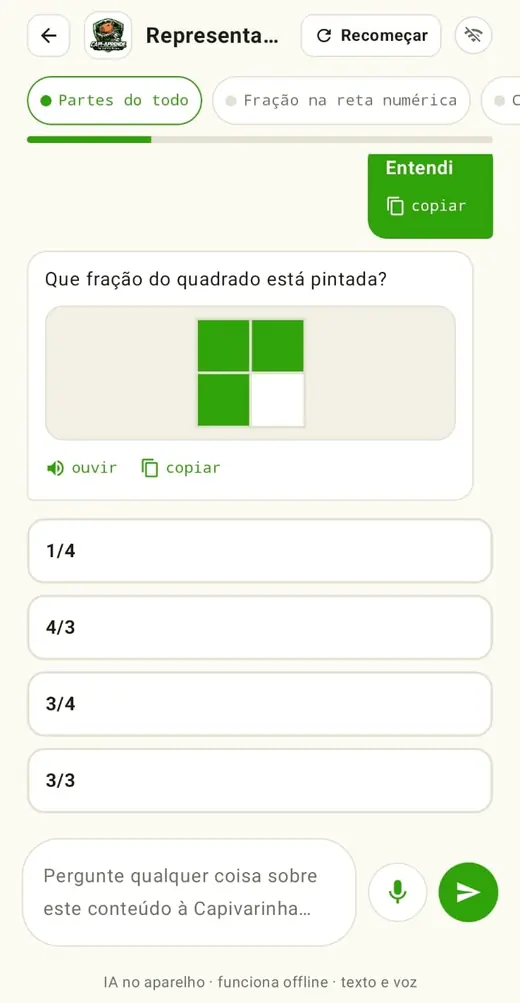 Representa...
Recomeçar
Partes do todo
Fração na reta numérica
Entendi
copiar
Que fração do quadrado está pintada?
ouvir
copiar
1/4
4/3
3/4
3/3
Pergunte qualquer coisa sobre
este conteúdo à Capivarinha...
IA no aparelho · funciona offline · texto e voz